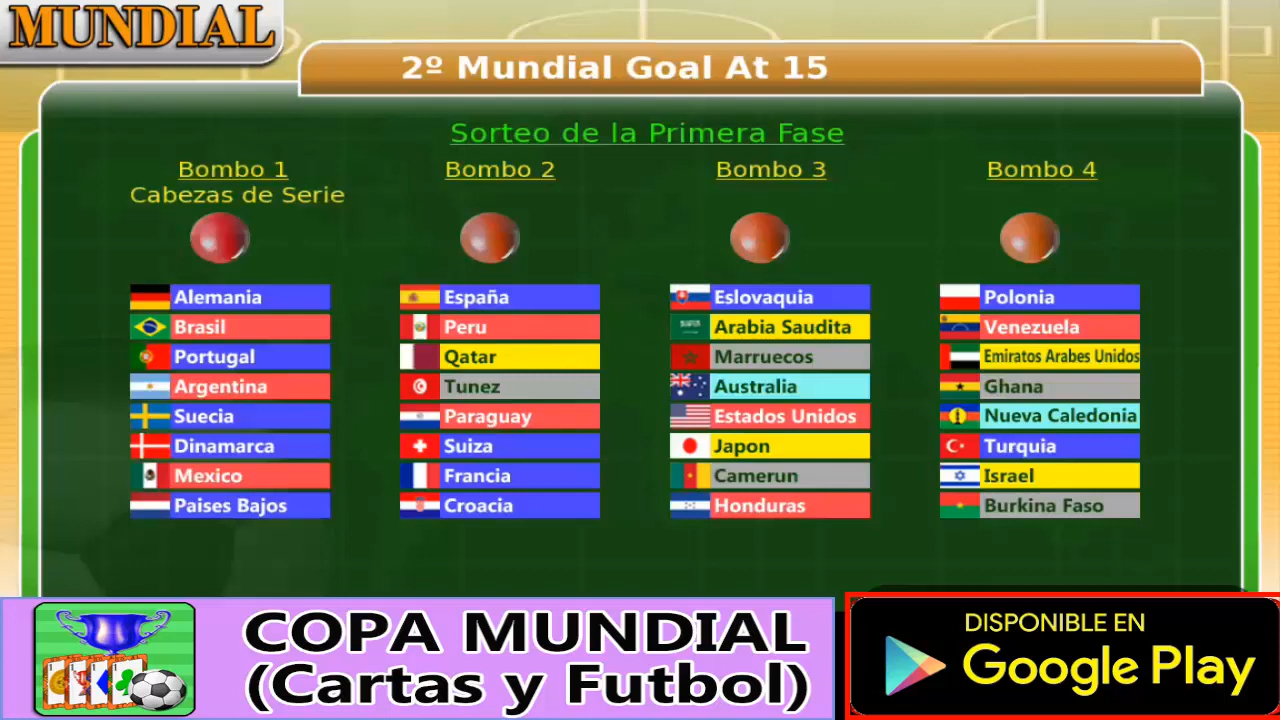 MUNDIAL
2º Mundial Goal At 15
Sorteo de la Primera Fase
Bombo 1
Cabezas de Serie
Alemania
Brasil
Portugal
Argentina
Suecia
Dinamarca
Mexico
Paises Bajos
Bombo 2
España
Peru
Qatar
Tunez
Paraguay
Suiza
Francia
Croacia
Bombo 3
Eslovaquia
Arabia Saudita
Marruecos
Australia
Estados Unidos
Japon
Camerun
Honduras
Bombo 4
Polonia
Venezuela
Emiratos Arabes Unidos
Ghana
Nueva Caledonia
Turquia
Israel
Burkina Faso
COPA MUNDIAL
(Cartas y Futbol)
DISPONIBLE EN
Google Play